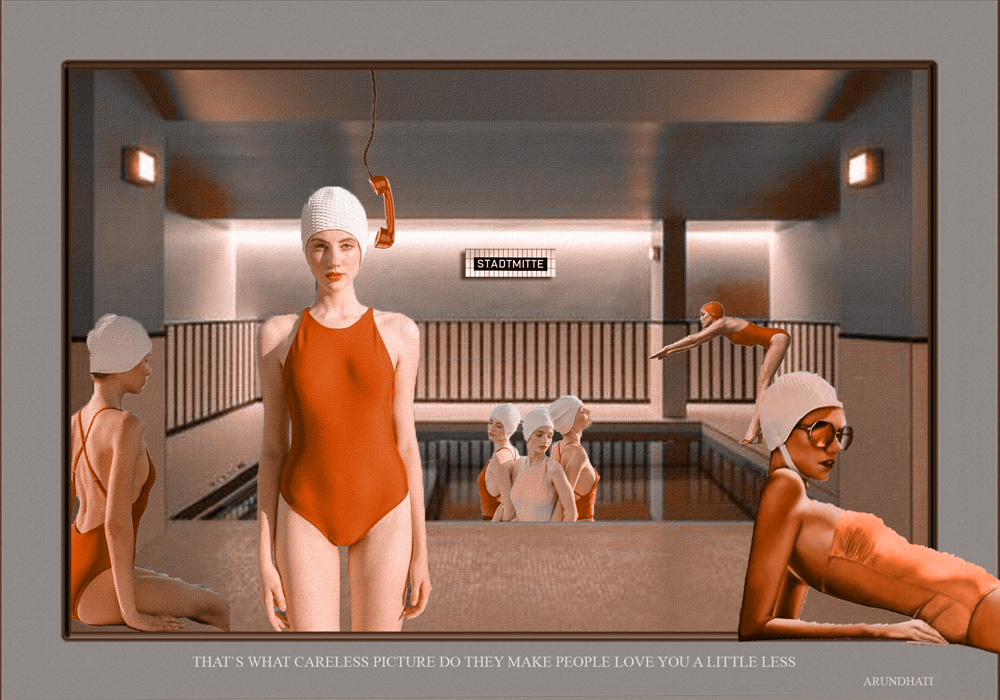 STADTMITTE
THAT`S WHAT CARELESS PICTURE DO THEY MAKE PEOPLE LOVE YOU A LITTLE LESS
ARUNDHATI